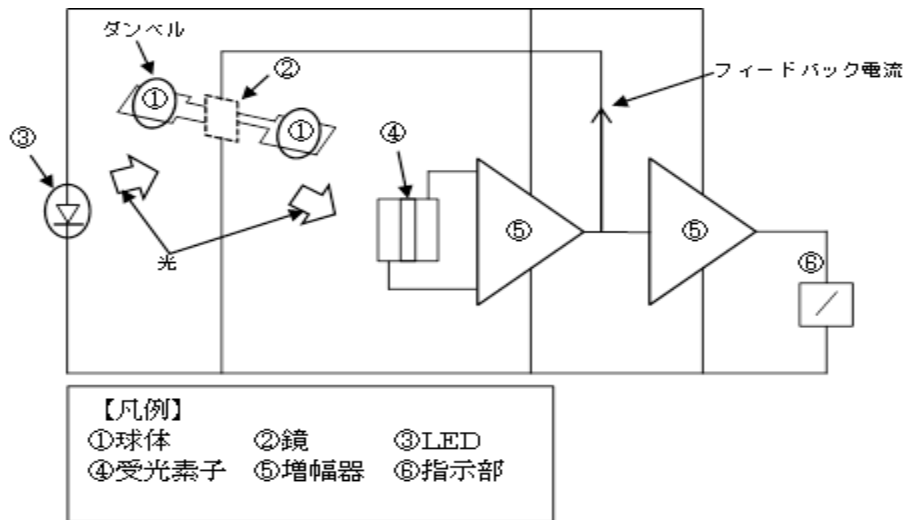 ダンベル
②
フィードバック電流
①
①
③
④
⑤
⑤
光
⑥
【凡例】
①球体 ②鏡 ③LED
④受光素子 ⑤増幅器 ⑥指示部